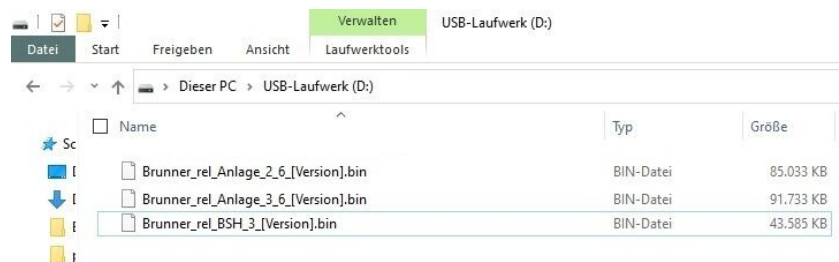 Verwalten USB-Laufwerk (D:)
Datei Start Freigeben Ansicht Laufwerktools
Dieser PC > USB-Laufwerk (D:)
Name Typ Größe
Sc
Brunner_rel_Anlage_2_6_[Version].bin BIN-Datei 85.033 KB
Brunner_rel_Anlage_3_6_[Version].bin BIN-Datei 91.733 KB
Brunner_rel_BSH_3_[Version].bin BIN-Datei 43.585 KB